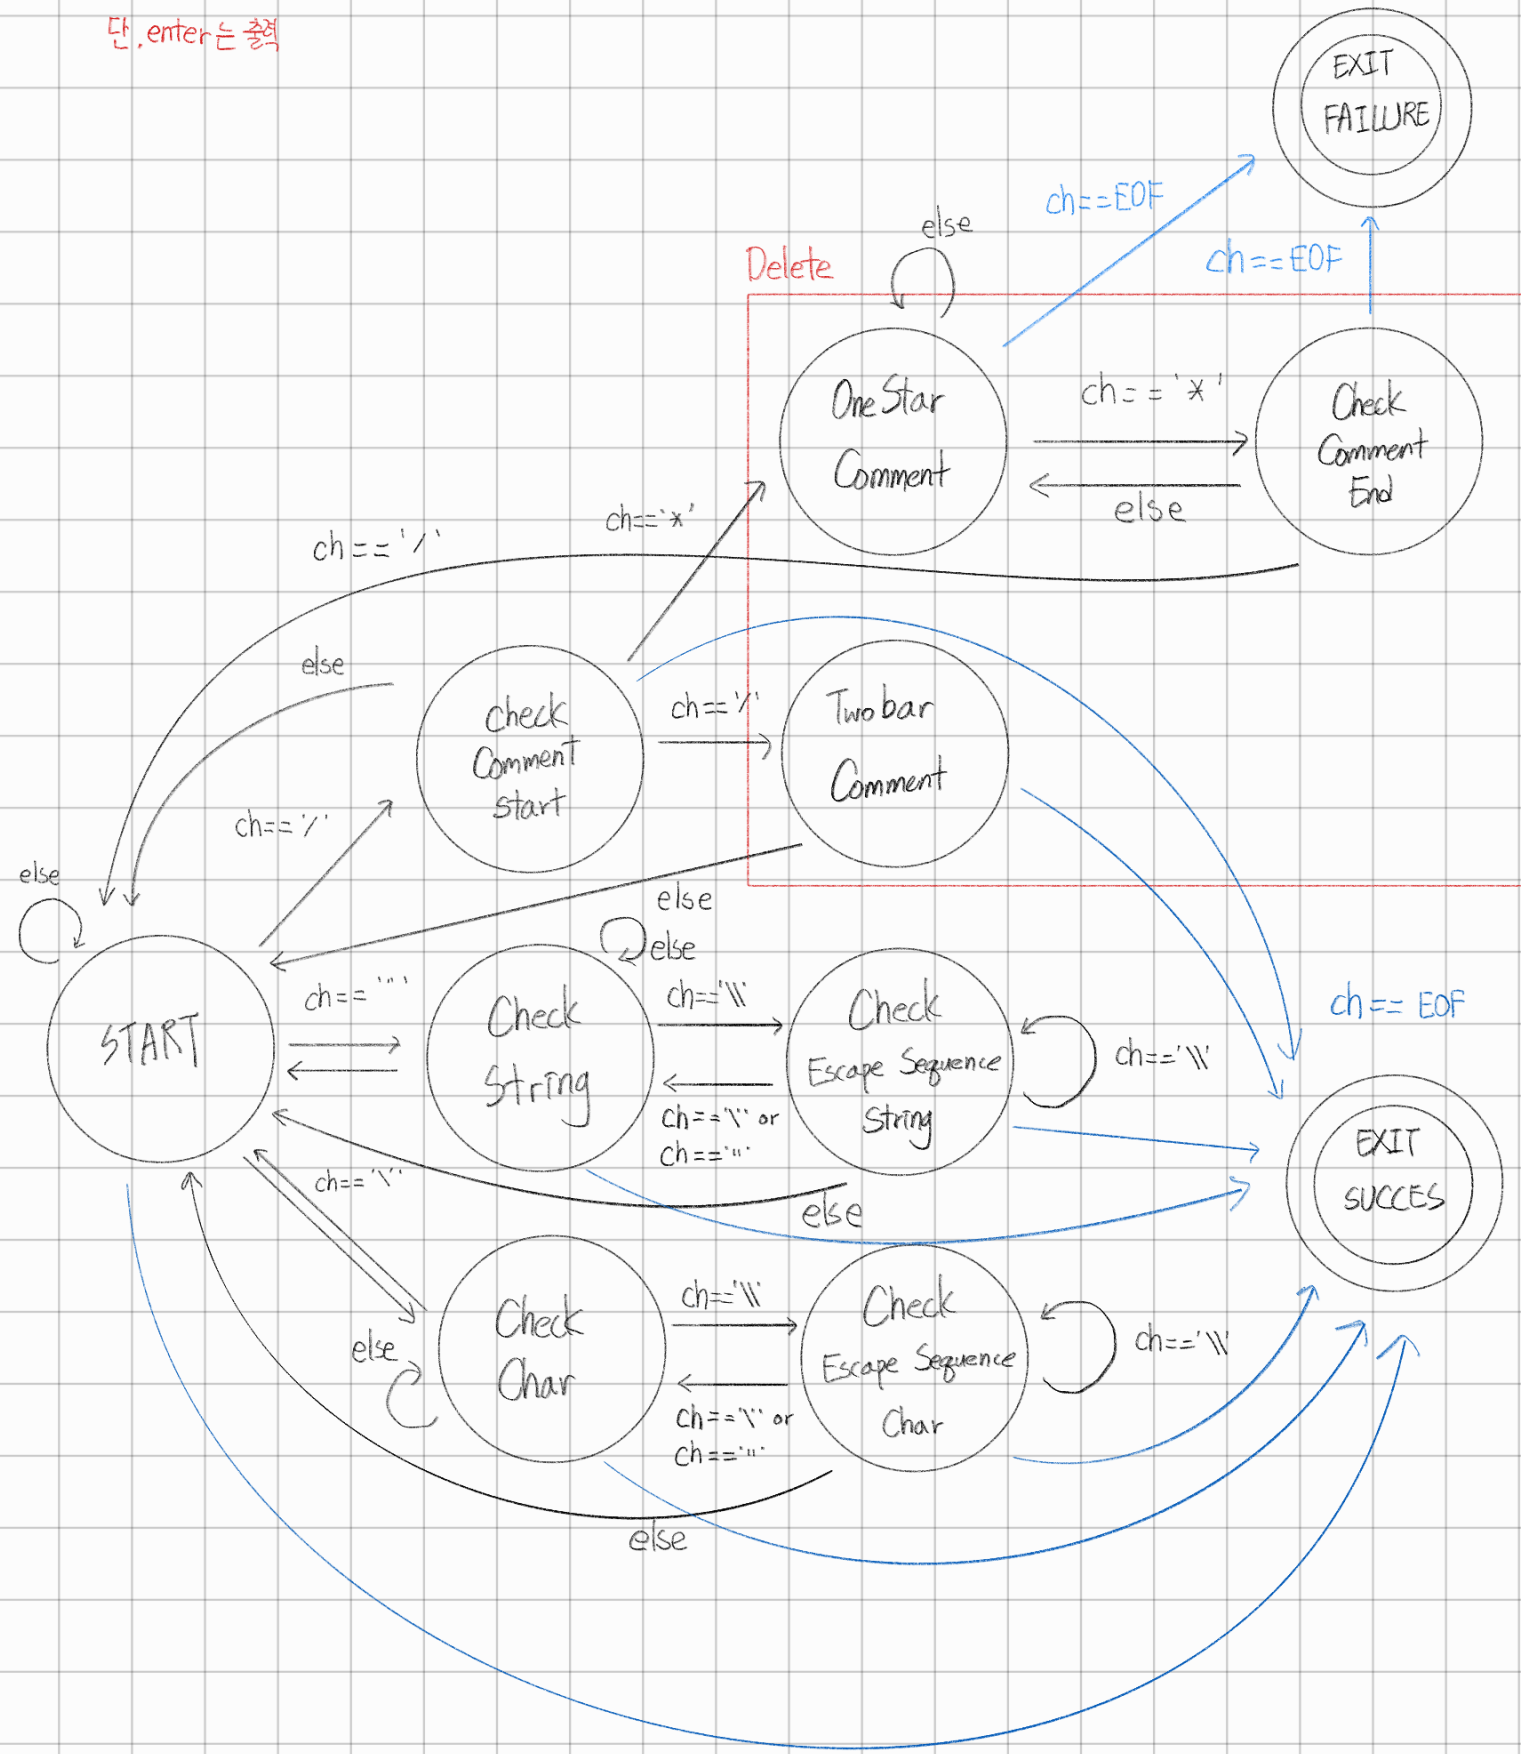 단, enter는 출력
EXIT
FAILURE
ch==EOF
else
ch==EOF
Delete
One Star
Comment
ch=='*'
else
Check
Comment
End
ch=='*'
ch=='/'
else
check
Comment
start
ch=='/'
Two bar
Comment
ch=='/'
else
else
else
START
ch=='"'
Check
String
ch=='\\'
ch=='\'' or
ch=='"'
Check
Escape Sequence
String
ch=='\\'
ch== EOF
EXIT
SUCCES
else
ch=='\''
else
Check
Char
ch=='\\'
ch=='\'' or
ch=='"'
Check
Escape Sequence
Char
ch=='\\'
else